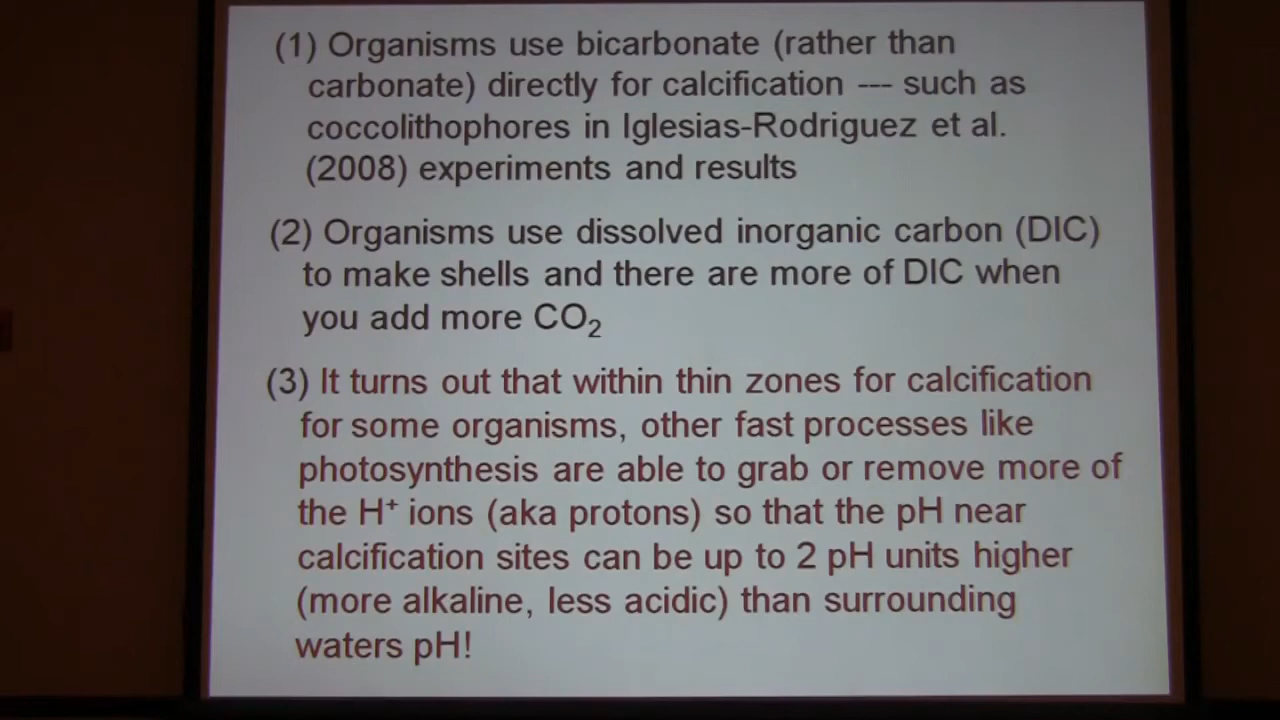 (1) Organisms use bicarbonate (rather than
carbonate) directly for calcification --- such as
coccolithophores in Iglesias-Rodriguez et al.
(2008) experiments and results
(2) Organisms use dissolved inorganic carbon (DIC)
to make shells and there are more of DIC when
you add more CO₂
(3) It turns out that within thin zones for calcification
for some organisms, other fast processes like
photosynthesis are able to grab or remove more of
the H⁺ ions (aka protons) so that the pH near
calcification sites can be up to 2 pH units higher
(more alkaline, less acidic) than surrounding
waters pH!